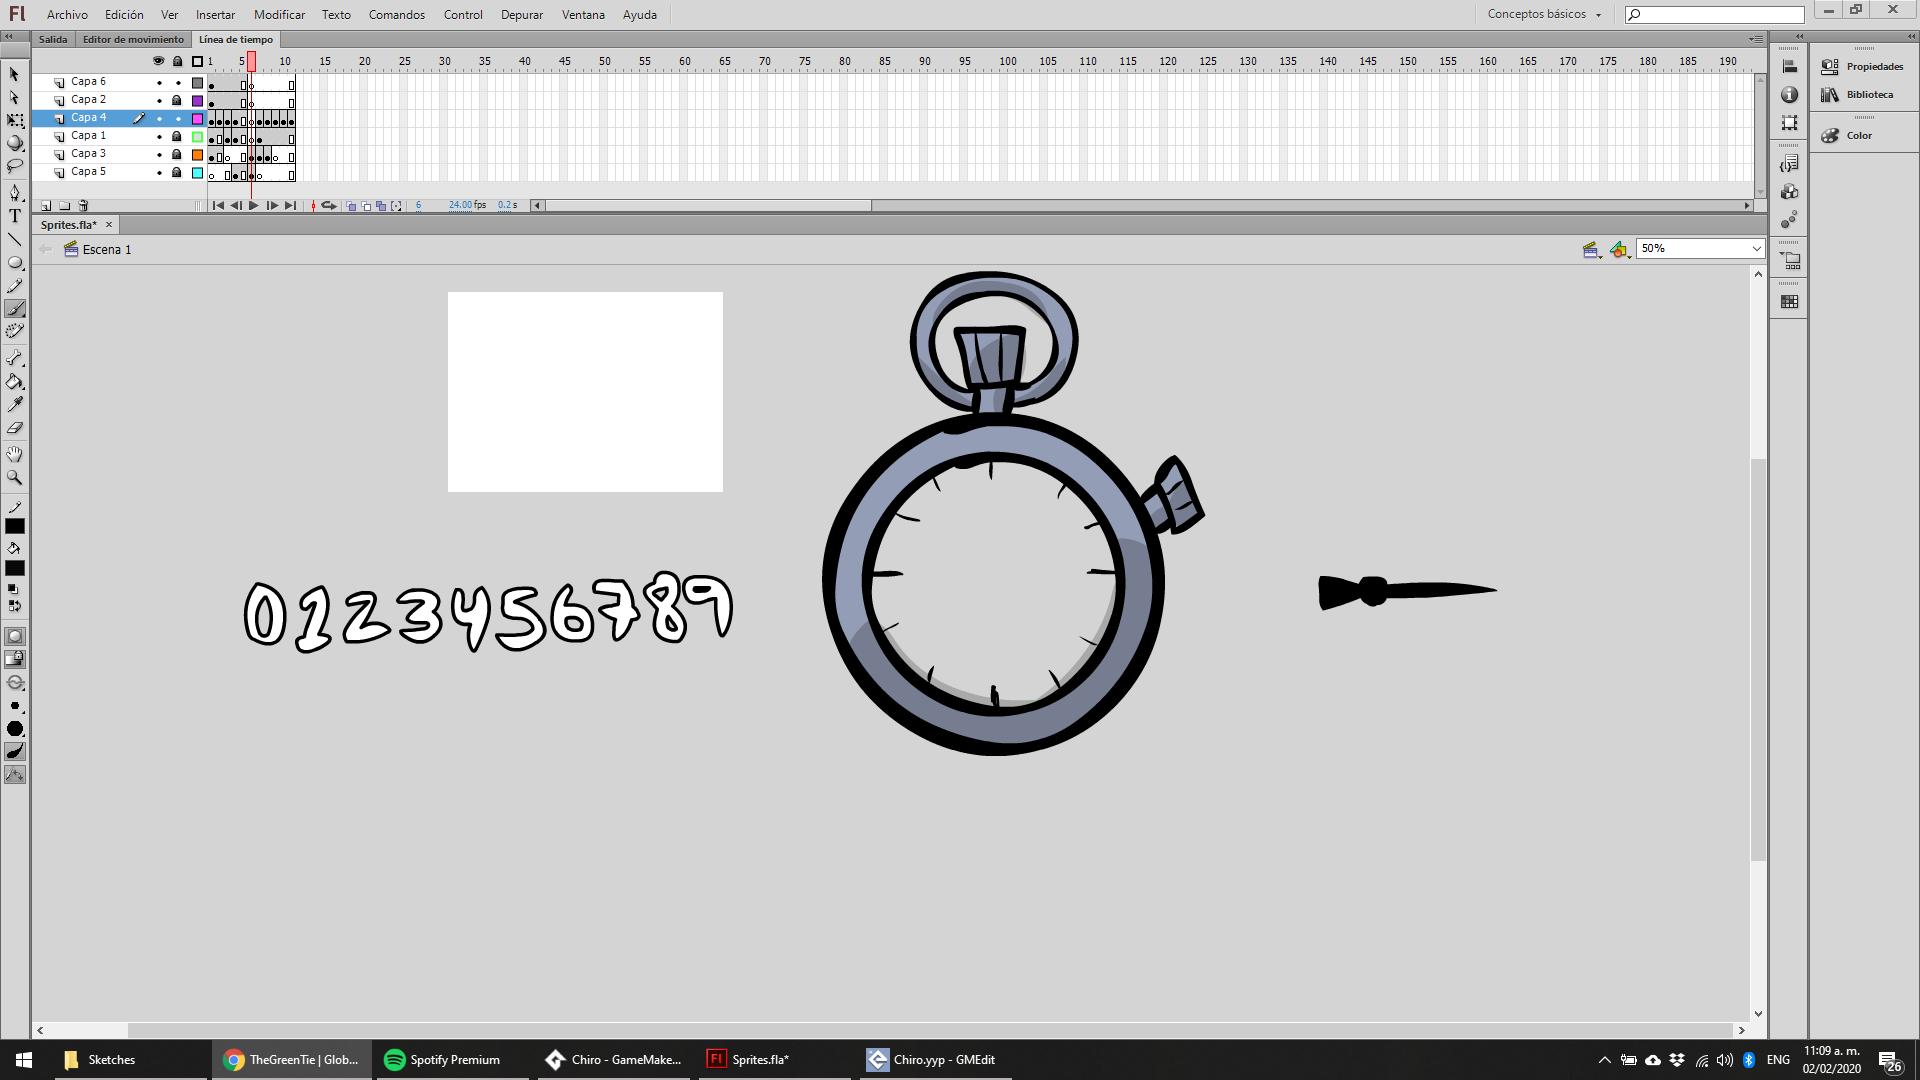 Fl Archivo Edición Ver Insertar Modificar Texto Comandos Control Depurar Ventana Ayuda Conceptos básicos
Salida Editor de movimiento Línea de tiempo
1 5 10 15 20 25 30 35 40 45 50 55 60 65 70 75 80 85 90 95 100 105 110 115 120 125 130 135 140 145 150 155 160 165 170 175 180 185 190
Capa 6
Capa 2
Capa 4
Capa 1
Capa 3
Capa 5
6 24.00 fps 0.2 s
Sprites.fla* ×
Escena 1 50%
Propiedades
Biblioteca
Color
T
0123456789
Sketches TheGreenTie | Glob... Spotify Premium Chiro - GameMake... Fl Sprites.fla* Chiro.yyp - GMEdit ENG 11:09 a. m.
02/02/2020 26